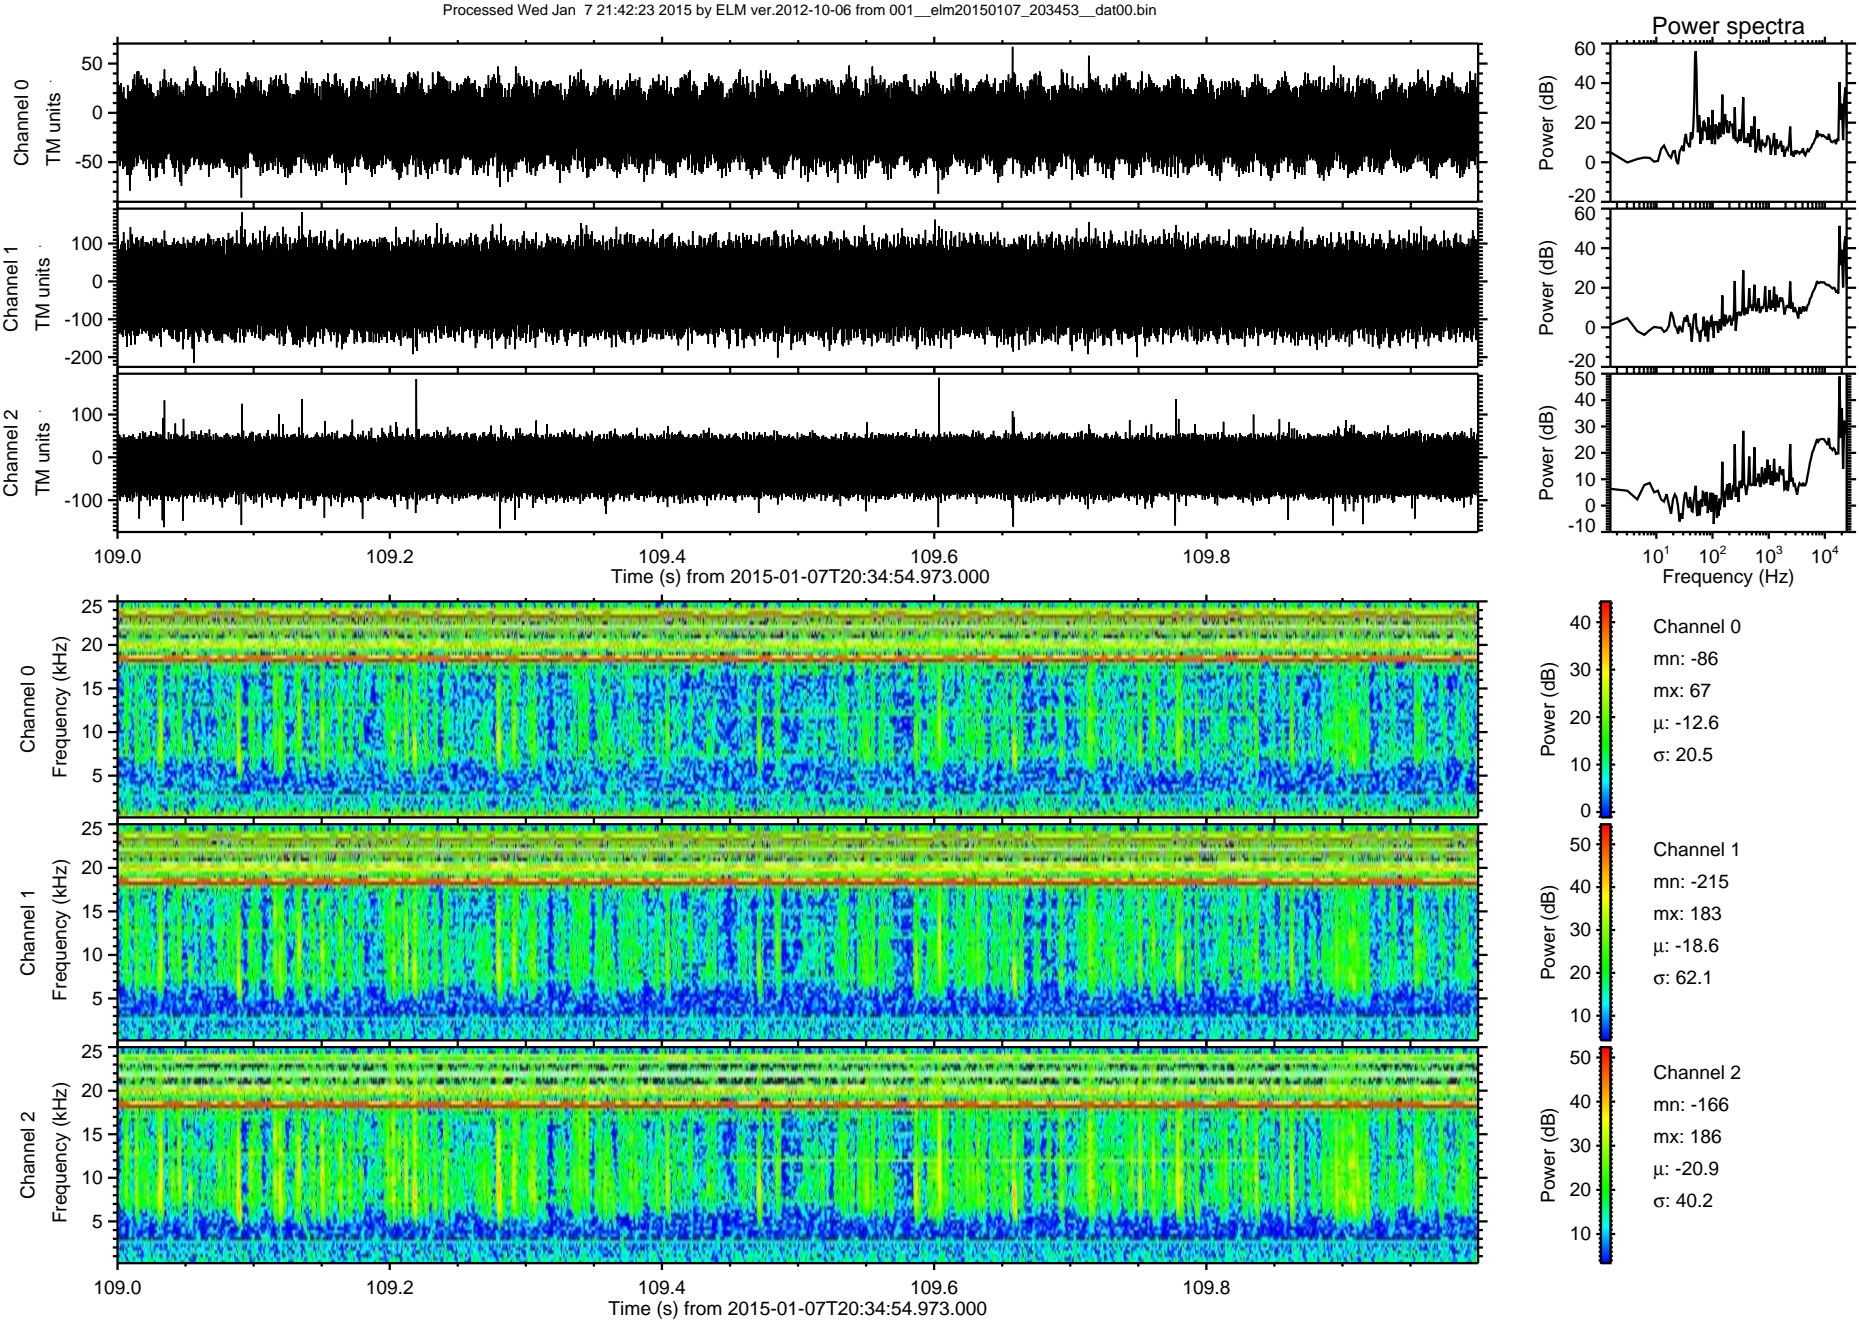 Processed Wed Jan  7 21:42:23 2015 by ELM ver.2012-10-06 from 001__elm20150107_203453__dat00.bin
Power spectra
Channel 0
TM units
50
0
-50
Power (dB)
60
40
20
0
-20
Channel 1
TM units
100
0
-100
-200
Power (dB)
60
40
20
0
-20
Channel 2
TM units
100
0
-100
Power (dB)
50
40
30
20
10
0
-10
109.0 109.2 109.4 109.6 109.8
Time (s) from 2015-01-07T20:34:54.973.000
10¹ 10² 10³ 10⁴
Frequency (Hz)
Channel 0
Frequency (kHz)
25
20
15
10
5
Power (dB)
40
30
20
10
0
Channel 0
mn: -86
mx: 67
μ: -12.6
σ: 20.5
Channel 1
Frequency (kHz)
25
20
15
10
5
Power (dB)
50
40
30
20
10
Channel 1
mn: -215
mx: 183
μ: -18.6
σ: 62.1
Channel 2
Frequency (kHz)
25
20
15
10
5
Power (dB)
50
40
30
20
10
Channel 2
mn: -166
mx: 186
μ: -20.9
σ: 40.2
109.0 109.2 109.4 109.6 109.8
Time (s) from 2015-01-07T20:34:54.973.000